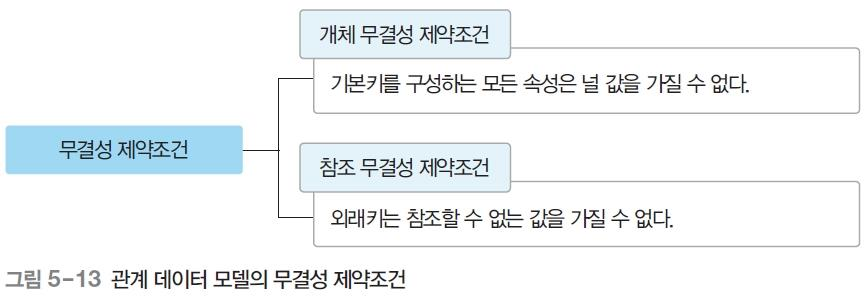 개체 무결성 제약조건
기본키를 구성하는 모든 속성은 널 값을 가질 수 없다.
무결성 제약조건
참조 무결성 제약조건
외래키는 참조할 수 없는 값을 가질 수 없다.
그림 5-13 관계 데이터 모델의 무결성 제약조건